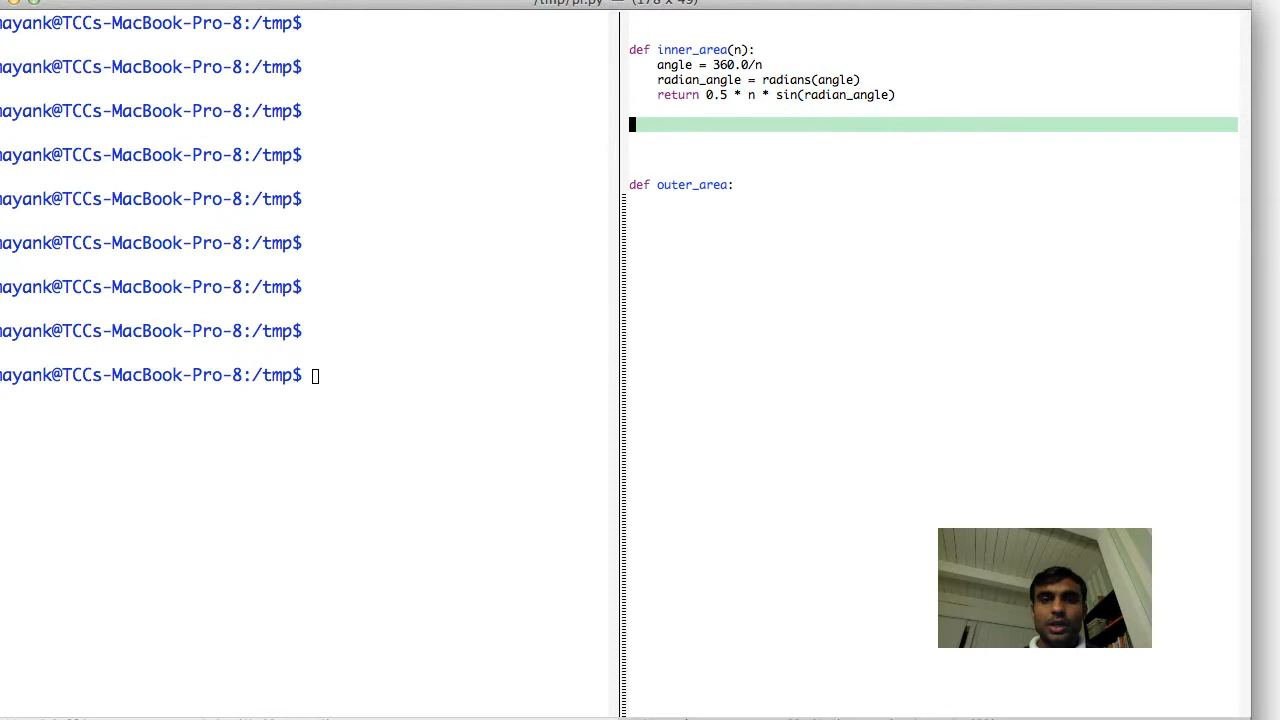 /tmp/pi.py — (178 x 49)
ayank@TCCs-MacBook-Pro-8:/tmp$
ayank@TCCs-MacBook-Pro-8:/tmp$
ayank@TCCs-MacBook-Pro-8:/tmp$
ayank@TCCs-MacBook-Pro-8:/tmp$
ayank@TCCs-MacBook-Pro-8:/tmp$
ayank@TCCs-MacBook-Pro-8:/tmp$
ayank@TCCs-MacBook-Pro-8:/tmp$
ayank@TCCs-MacBook-Pro-8:/tmp$
ayank@TCCs-MacBook-Pro-8:/tmp$
def inner_area(n):
    angle = 360.0/n
    radian_angle = radians(angle)
    return 0.5 * n * sin(radian_angle)
def outer_area: